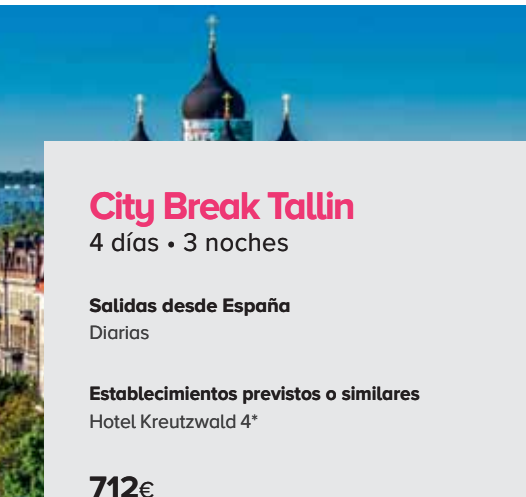 City Break Tallin
4 días • 3 noches
Salidas desde España
Diarias
Establecimientos previstos o similares
Hotel Kreutzwald 4*
712€